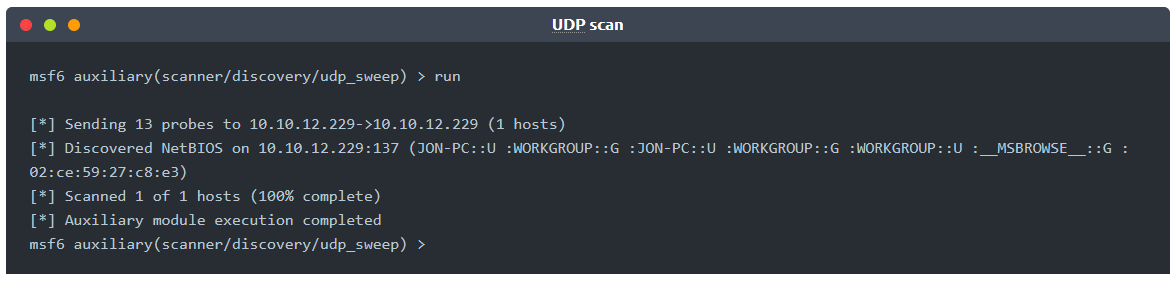 UDP scan
msf6 auxiliary(scanner/discovery/udp_sweep) > run
[*] Sending 13 probes to 10.10.12.229->10.10.12.229 (1 hosts)
[*] Discovered NetBIOS on 10.10.12.229:137 (JON-PC::U :WORKGROUP::G :JON-PC::U :WORKGROUP::G :WORKGROUP::U :__MSBROWSE__::G :
02:ce:59:27:c8:e3)
[*] Scanned 1 of 1 hosts (100% complete)
[*] Auxiliary module execution completed
msf6 auxiliary(scanner/discovery/udp_sweep) >